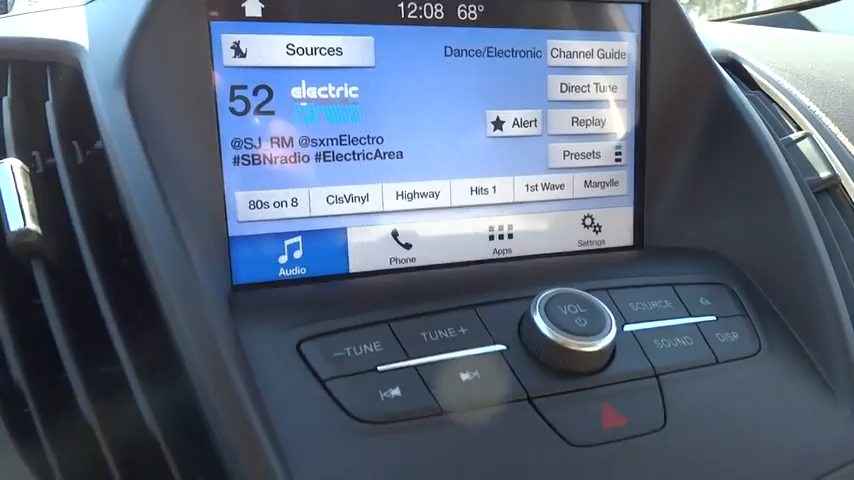 12:08 68°
Sources
Dance/Electronic
Channel Guide
52
electric
Direct Tune
Alert
Replay
@SJ_RM @sxmElectro
#SBNradio #ElectricArea
Presets
80s on 8
ClsVinyl
Highway
Hits 1
1st Wave
Margvlle
Audio
Phone
Apps
Settings
VOL
SOURCE
–TUNE
TUNE+
SOUND
DISP